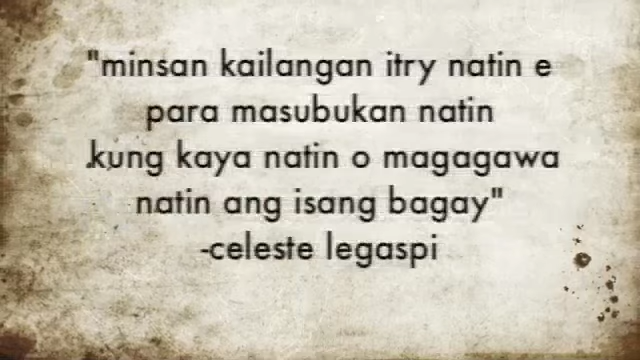 "minsan kailangan itry natin e
para masubukan natin
kung kaya natin o magagawa
natin ang isang bagay"
-celeste legaspi